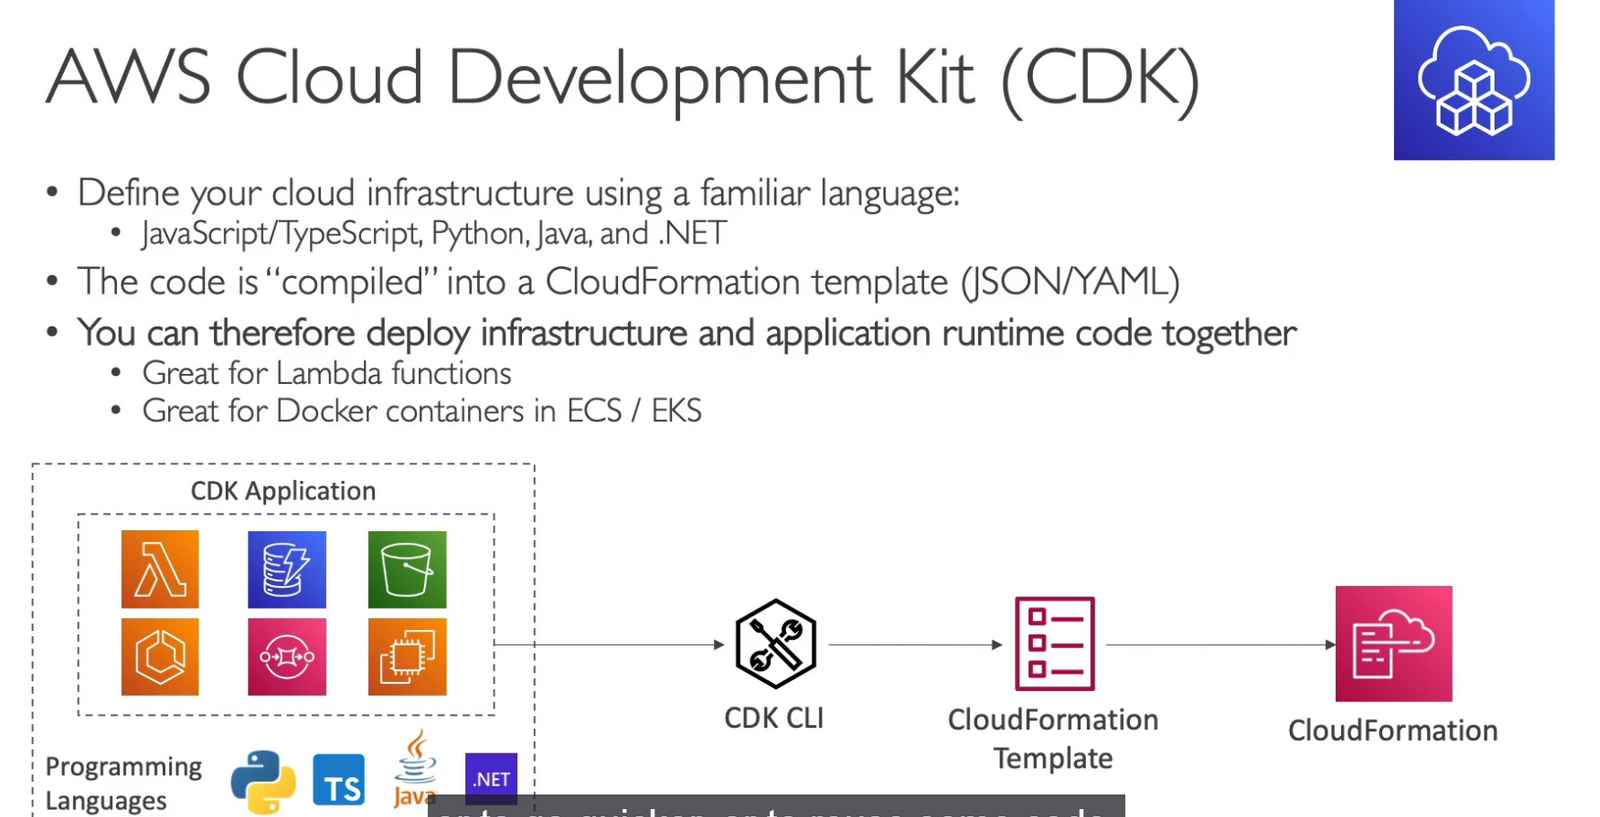 AWS Cloud Development Kit (CDK)
• Define your cloud infrastructure using a familiar language:
• JavaScript/TypeScript, Python, Java, and .NET
• The code is “compiled” into a CloudFormation template (JSON/YAML)
• You can therefore deploy infrastructure and application runtime code together
• Great for Lambda functions
• Great for Docker containers in ECS / EKS
CDK Application
CDK CLI
CloudFormation
Template
CloudFormation
Programming
Languages
TS
Java
.NET